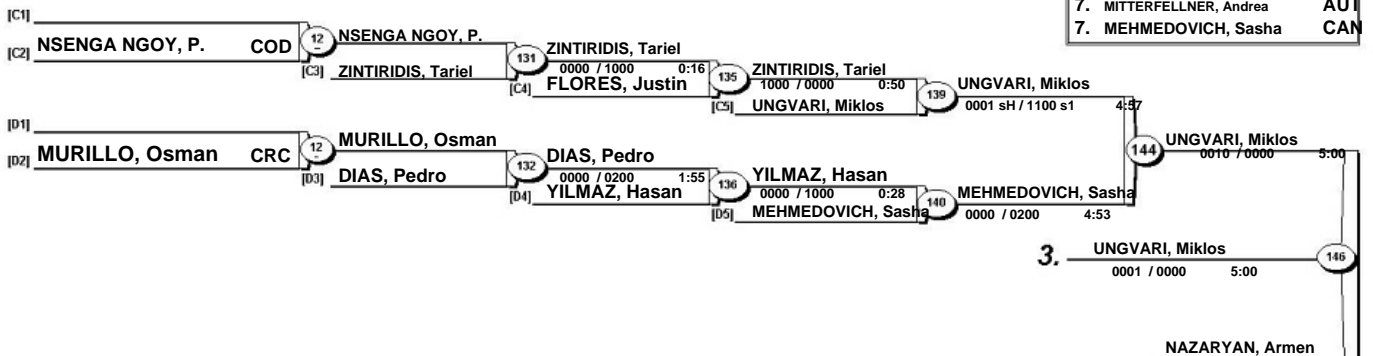 7. MITTERFELLNER, Andrea AUT
7. MEHMEDOVICH, Sasha CAN
[C1]
[C2] NSENGA NGOY, P. COD
12
–
NSENGA NGOY, P.
[C3] ZINTIRIDIS, Tariel
131
ZINTIRIDIS, Tariel
0000 / 1000 0:16
[C4] FLORES, Justin
135
ZINTIRIDIS, Tariel
1000 / 0000 0:50
[C5] UNGVARI, Miklos
139
UNGVARI, Miklos
0001 sH / 1100 s1 4:57
[D1]
[D2] MURILLO, Osman CRC
12
–
MURILLO, Osman
[D3] DIAS, Pedro
132
DIAS, Pedro
0000 / 0200 1:55
[D4] YILMAZ, Hasan
136
YILMAZ, Hasan
0000 / 1000 0:28
[D5] MEHMEDOVICH, Sasha
140
MEHMEDOVICH, Sasha
0000 / 0200 4:53
144
UNGVARI, Miklos
0010 / 0000 5:00
3. UNGVARI, Miklos
0001 / 0000 5:00
146
NAZARYAN, Armen